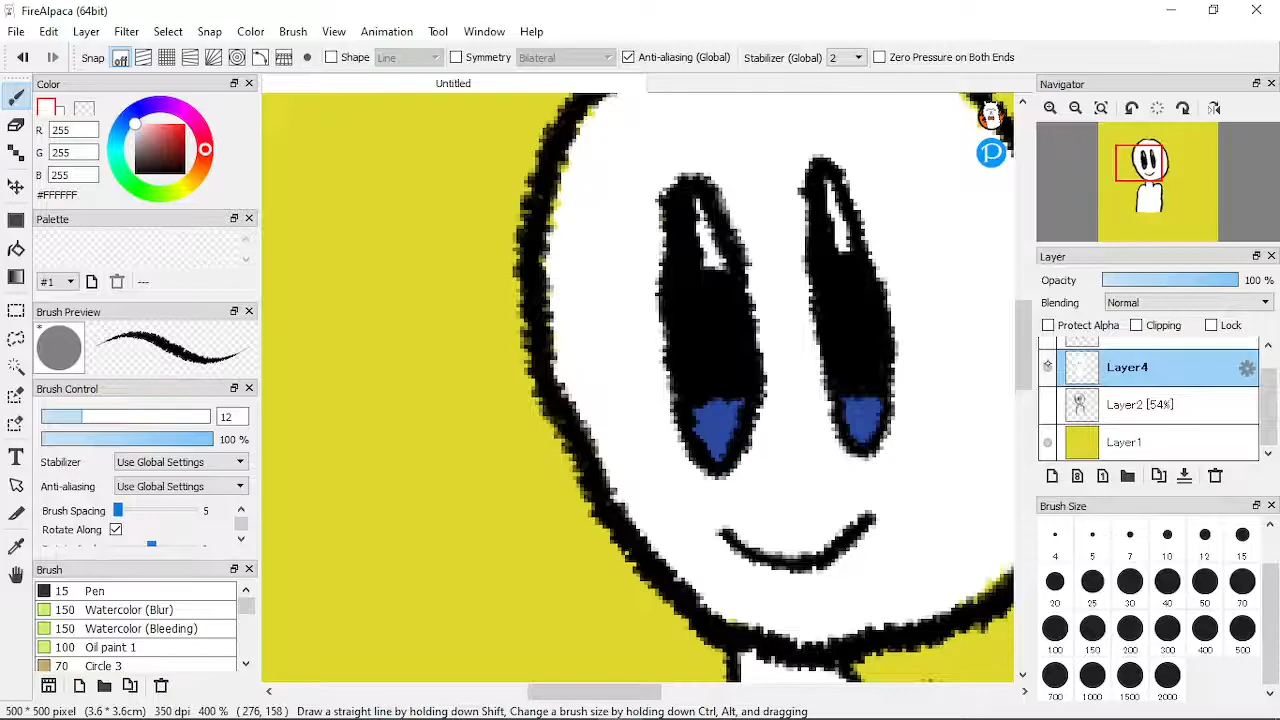 FireAlpaca (64bit)
File Edit Layer Filter Select Snap Color Brush View Animation Tool Window Help
Snap off Shape Line Symmetry Bilateral Anti-aliasing (Global) Stabilizer (Global) 2 Zero Pressure on Both Ends
Color
R 255
G 255
B 255
#FFFFFF
Palette
#1 ---
Brush Preview
Brush Control
12
100 %
Stabilizer Use Global Settings
Anti-aliasing Use Global Settings
Brush Spacing 5
Rotate Along
Brush
15 Pen
150 Watercolor (Blur)
150 Watercolor (Bleeding)
70 Circle 3
Untitled
P
Navigator
Layer
Opacity 100 %
Blending Normal
Protect Alpha Clipping Lock
Layer4
Layer2 [54%]
Layer1
8 1
Brush Size
4 5 7
20 25 30 40 50 70
100 150 200 300 400 500
700 1000 1500 2000
500 * 500 pixel (3.6 * 3.6cm) 350 dpi 400 % ( 276, 158 ) Draw a straight line by holding down Shift, Change a brush size by holding down Ctrl, Alt, and dragging